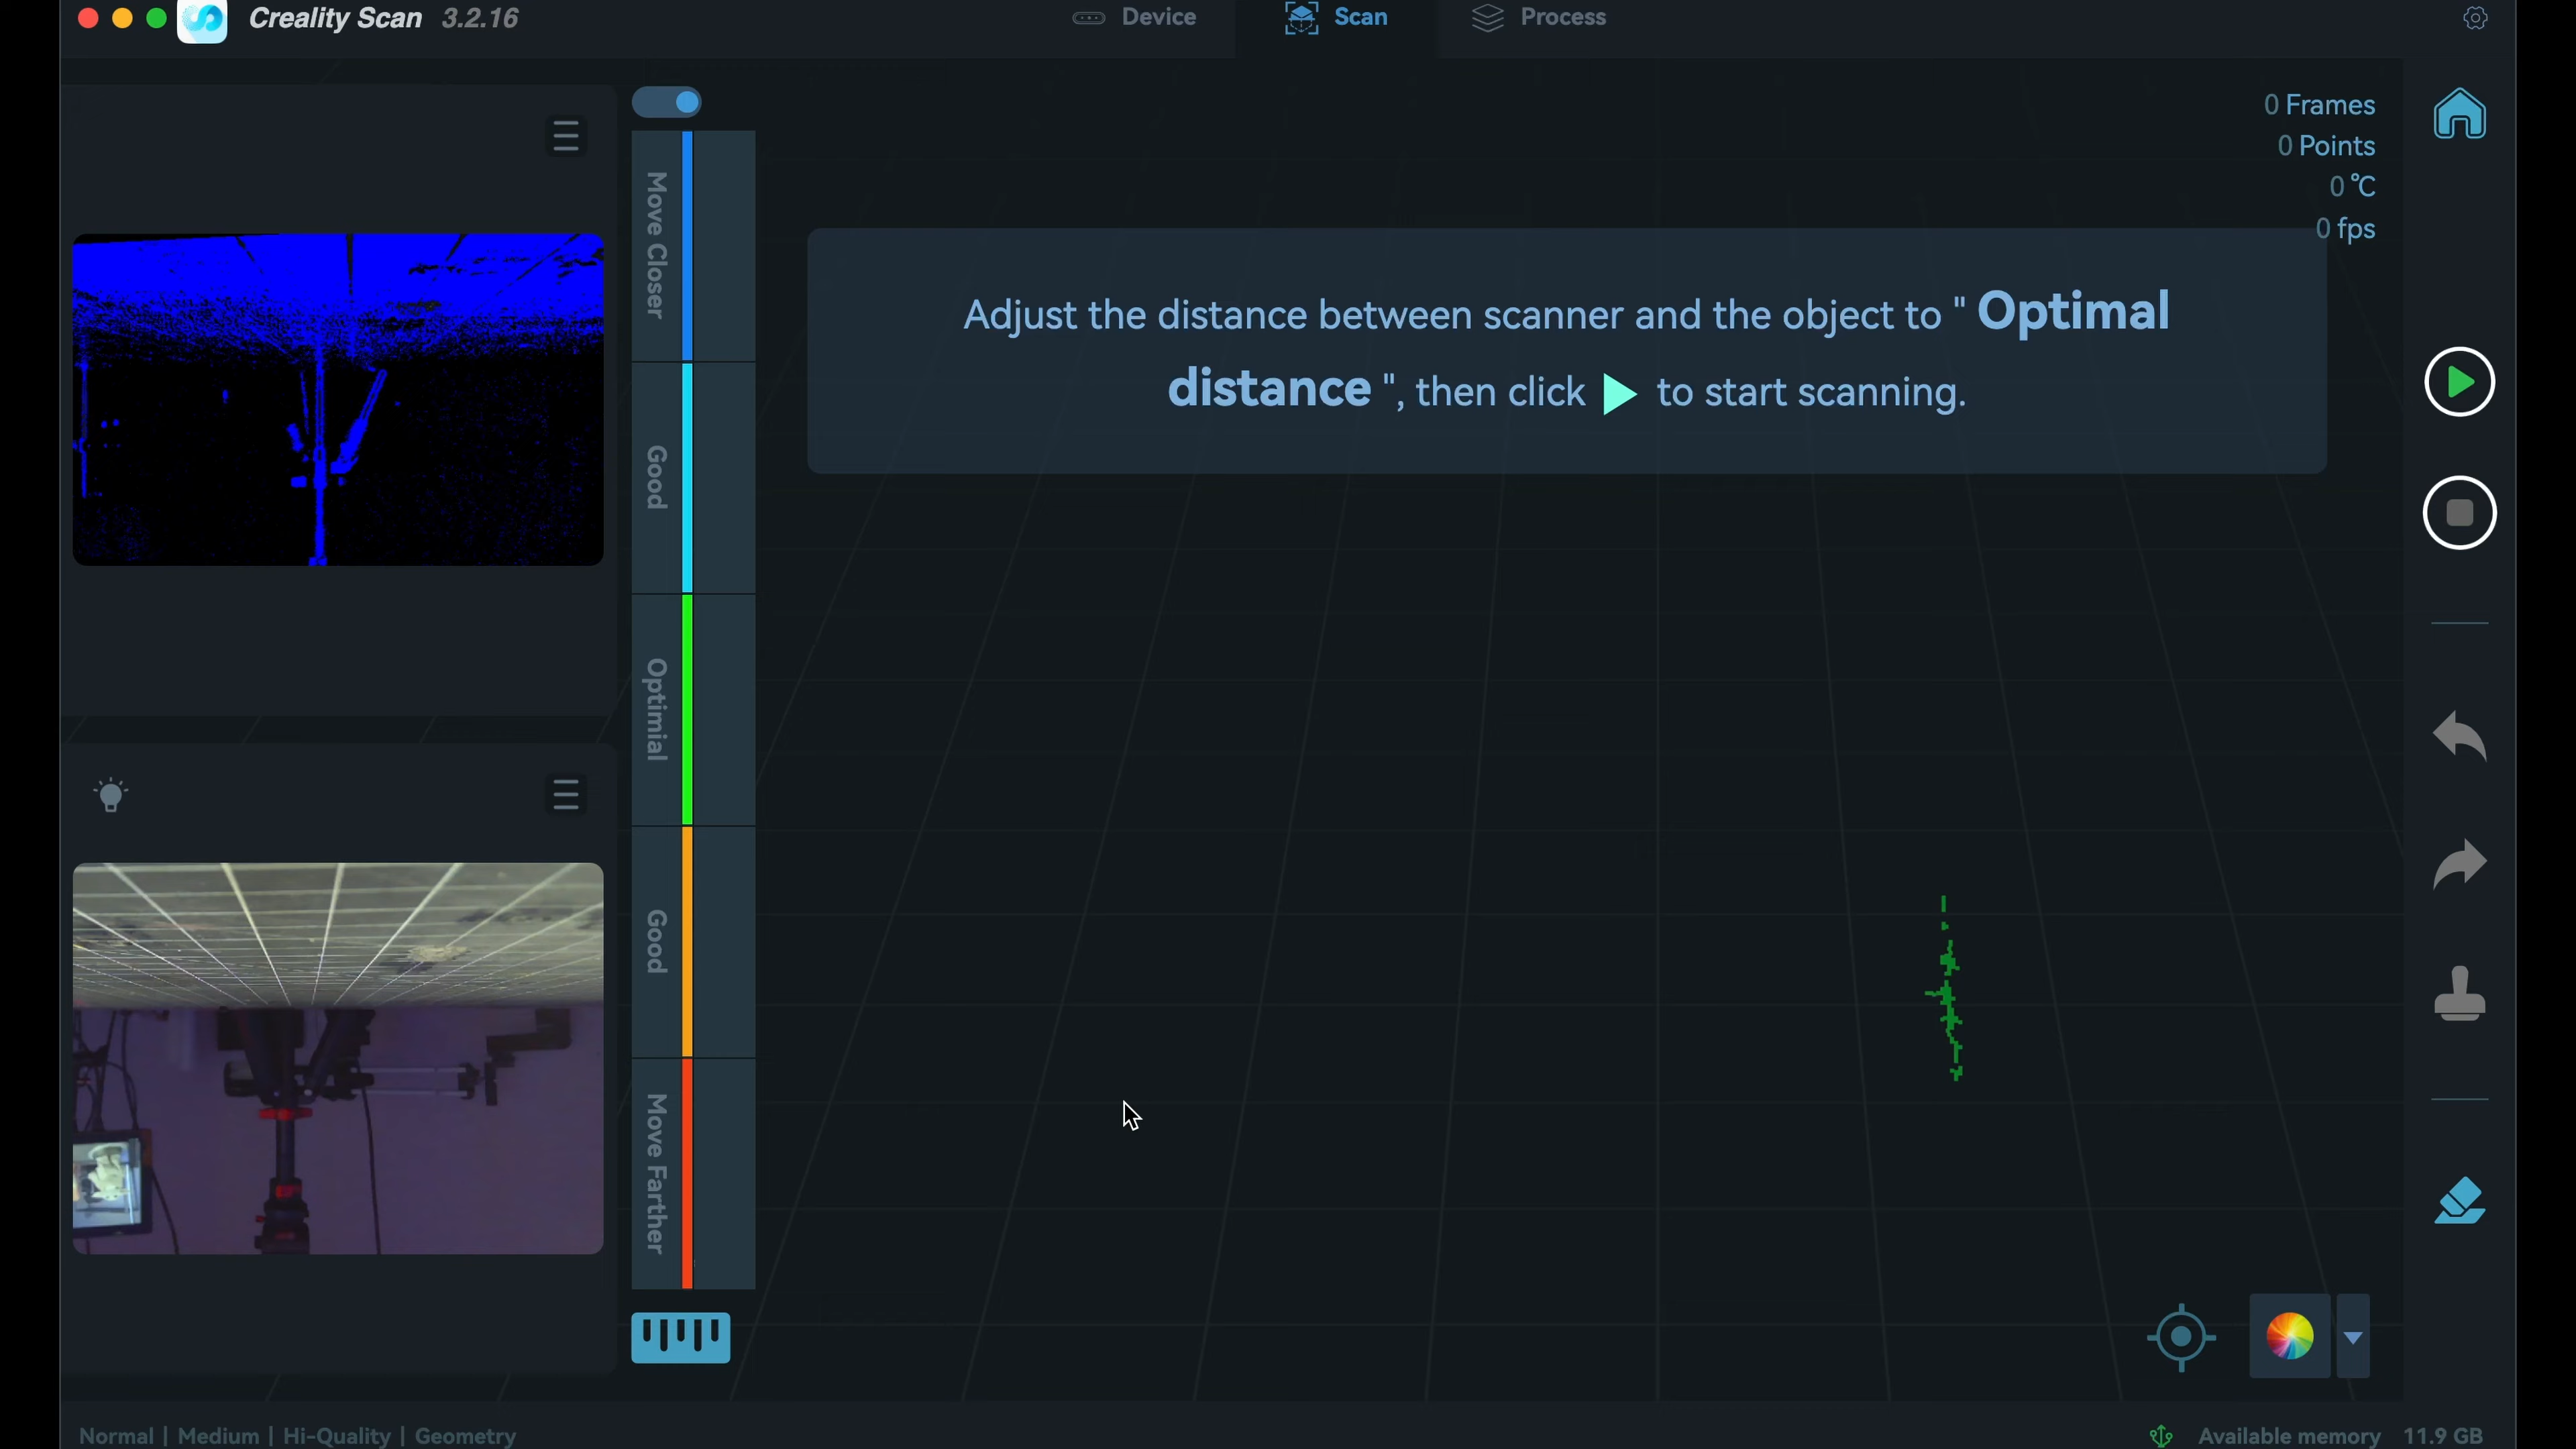 Creality Scan 3.2.16
Device
Scan
Process
0 Frames
0 Points
0 ℃
0 fps
Move Closer
Good
Optimial
Good
Move Farther
Adjust the distance between scanner and the object to " Optimal
distance ", then click to start scanning.
Normal | Medium | Hi-Quality | Geometry
Available memory 11.9 GB